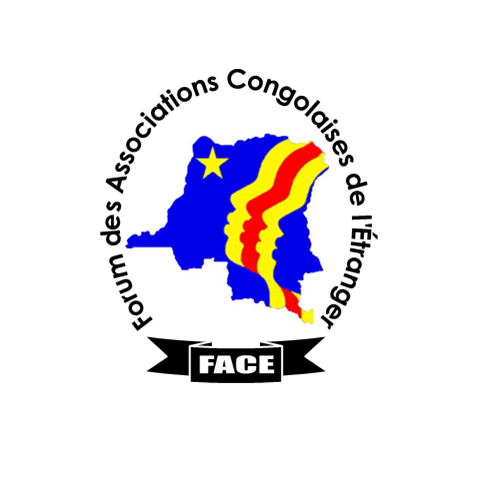 Forum des Associations Congolaises de l'Étranger
FACE